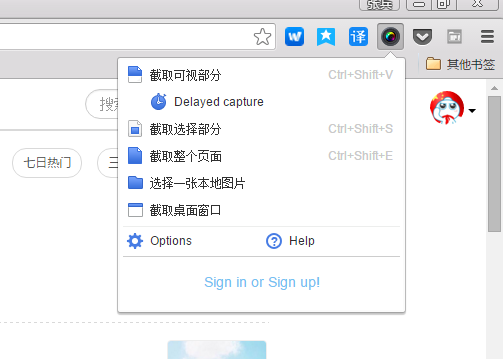 张兵
W
译
其他书签
搜
七日热门
三
截取可视部分 Ctrl+Shift+V
Delayed capture
截取选择部分 Ctrl+Shift+S
截取整个页面 Ctrl+Shift+E
选择一张本地图片
截取桌面窗口
Options Help
Sign in or Sign up!